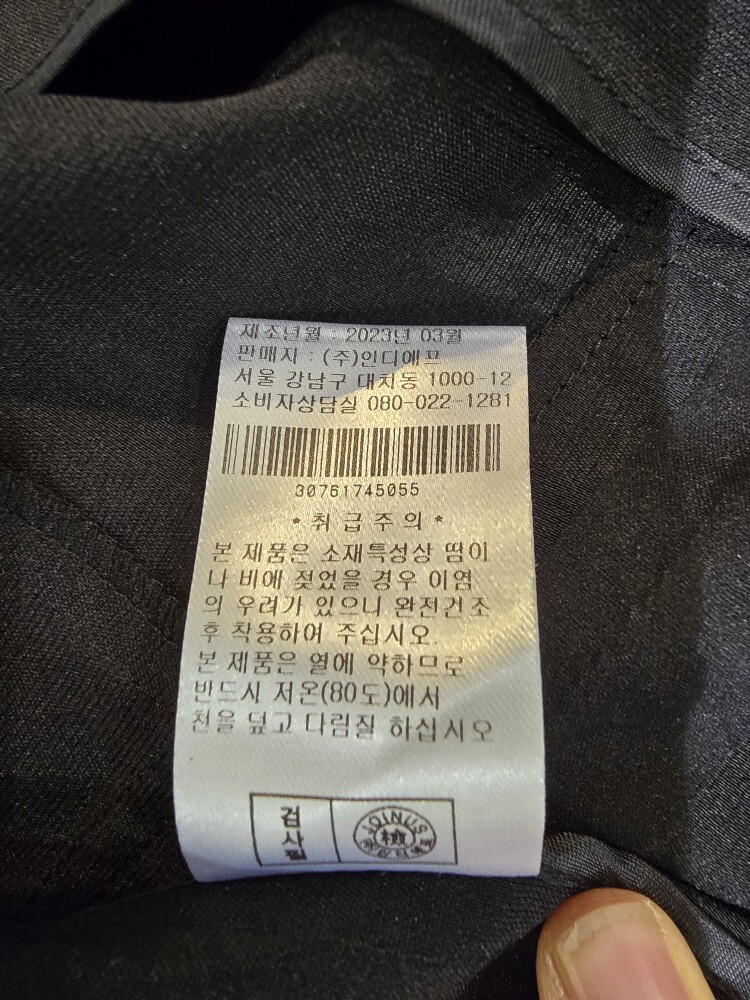 제조년월 : 2023년 03월
판매자 : (주)인디에프
서울 강남구 대치동 1000-12
소비자상담실 080-022-1281
30761745055
*취급주의*
본 제품은 소재특성상 땀이
나 비에 젖었을 경우 이염
의 우려가 있으니 완전건조
후 착용하여 주십시오.
본 제품은 열에 약하므로
반드시 저온(80도)에서
천을 덮고 다림질 하십시오
검사필
JOINUS
檢